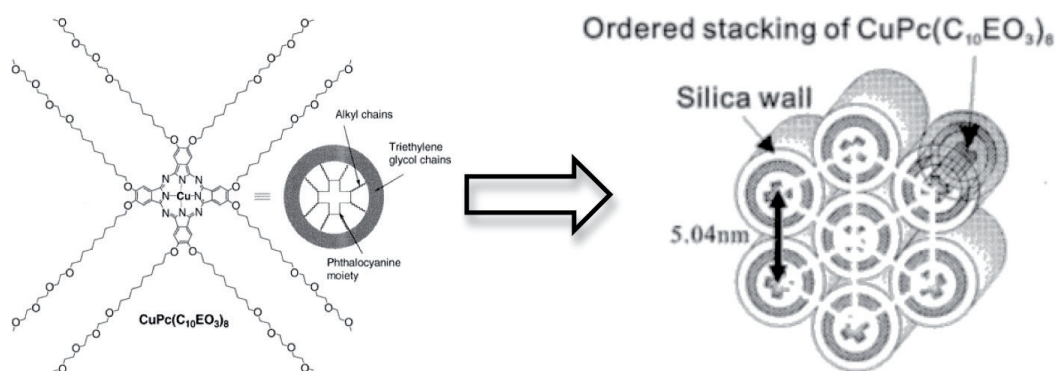 Ordered stacking of CuPc(C₁₀EO₃)₈
Silica wall
5.04nm
Alkyl chains
Triethylene
glycol chains
Phthalocyanine
moiety
CuPc(C₁₀EO₃)₈
O O O O O O O O
O O O O O O O O
O O O O O O O O
O O O O O O O O
N N N
N Cu N
N N N